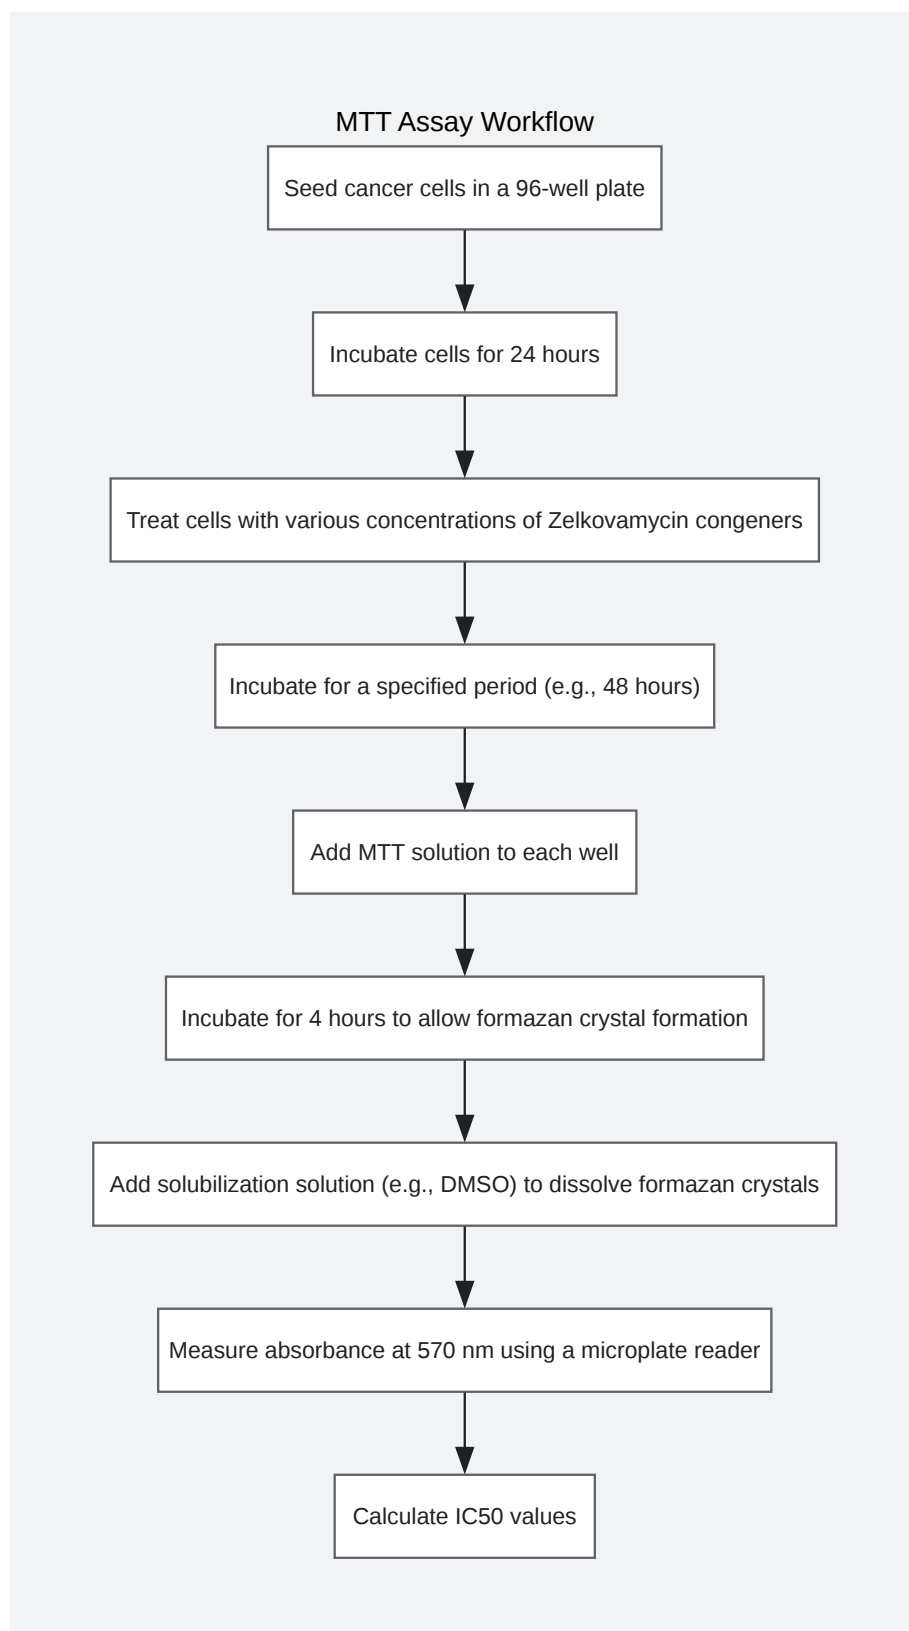 MTT Assay Workflow
Seed cancer cells in a 96-well plate
Incubate cells for 24 hours
Treat cells with various concentrations of Zelkovamycin congeners
Incubate for a specified period (e.g., 48 hours)
Add MTT solution to each well
Incubate for 4 hours to allow formazan crystal formation
Add solubilization solution (e.g., DMSO) to dissolve formazan crystals
Measure absorbance at 570 nm using a microplate reader
Calculate IC50 values